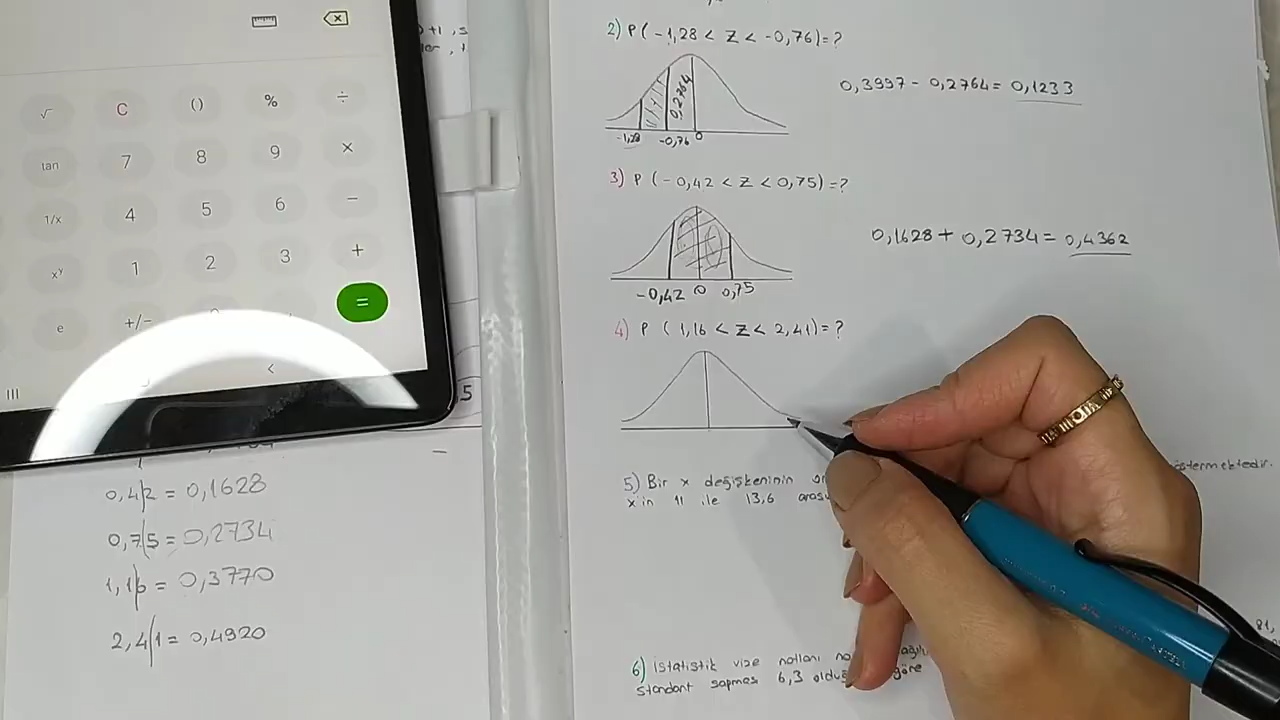 √ C () % ÷
tan 7 8 9 ×
1/x 4 5 6 −
xʸ 1 2 3 +
e +/- =
5
0,42 = 0,1628
0,75 = 0,2734
1,16 = 0,3770
2,41 = 0,4920
2) P(-1,28 < Z < -0,76) = ?
0,2764
-1,28 -0,76 0
0,3997 - 0,2764 = 0,1233
3) P (-0,42 < Z < 0,75) = ?
-0,42 0 0,75
0,1628 + 0,2734 = 0,4362
4) P (1,16 < Z < 2,41) = ?
5) Bir x değişkeninin
x'in 11 ile 13,6
6) İstatistik vize notları
standart sapması 6,3 göre